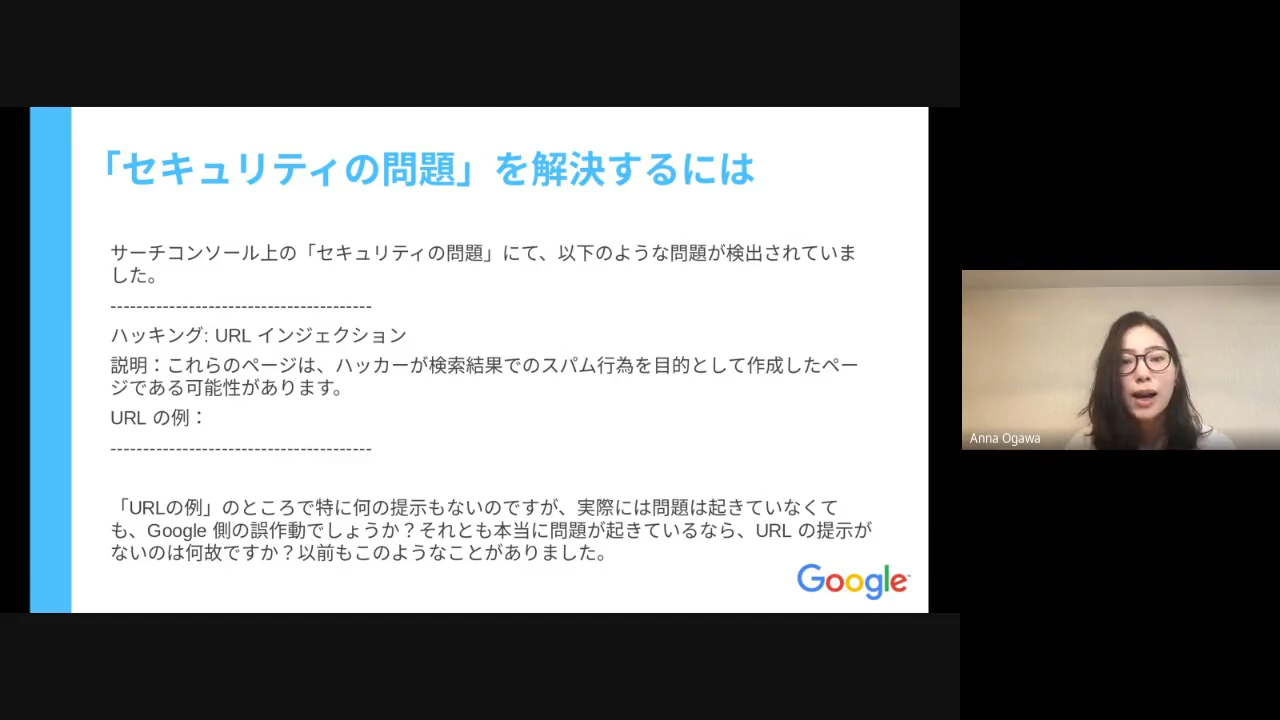 「セキュリティの問題」を解決するには
サーチコンソール上の「セキュリティの問題」にて、以下のような問題が検出されていま
した。
----------------------------------------
ハッキング: URL インジェクション
説明：これらのページは、ハッカーが検索結果でのスパム行為を目的として作成したペー
ジである可能性があります。
URL の例：
----------------------------------------
「URLの例」のところで特に何の提示もないのですが、実際には問題は起きていなくて
も、Google 側の誤作動でしょうか？それとも本当に問題が起きているなら、URL の提示が
ないのは何故ですか？以前もこのようなことがありました。
Google
Anna Ogawa